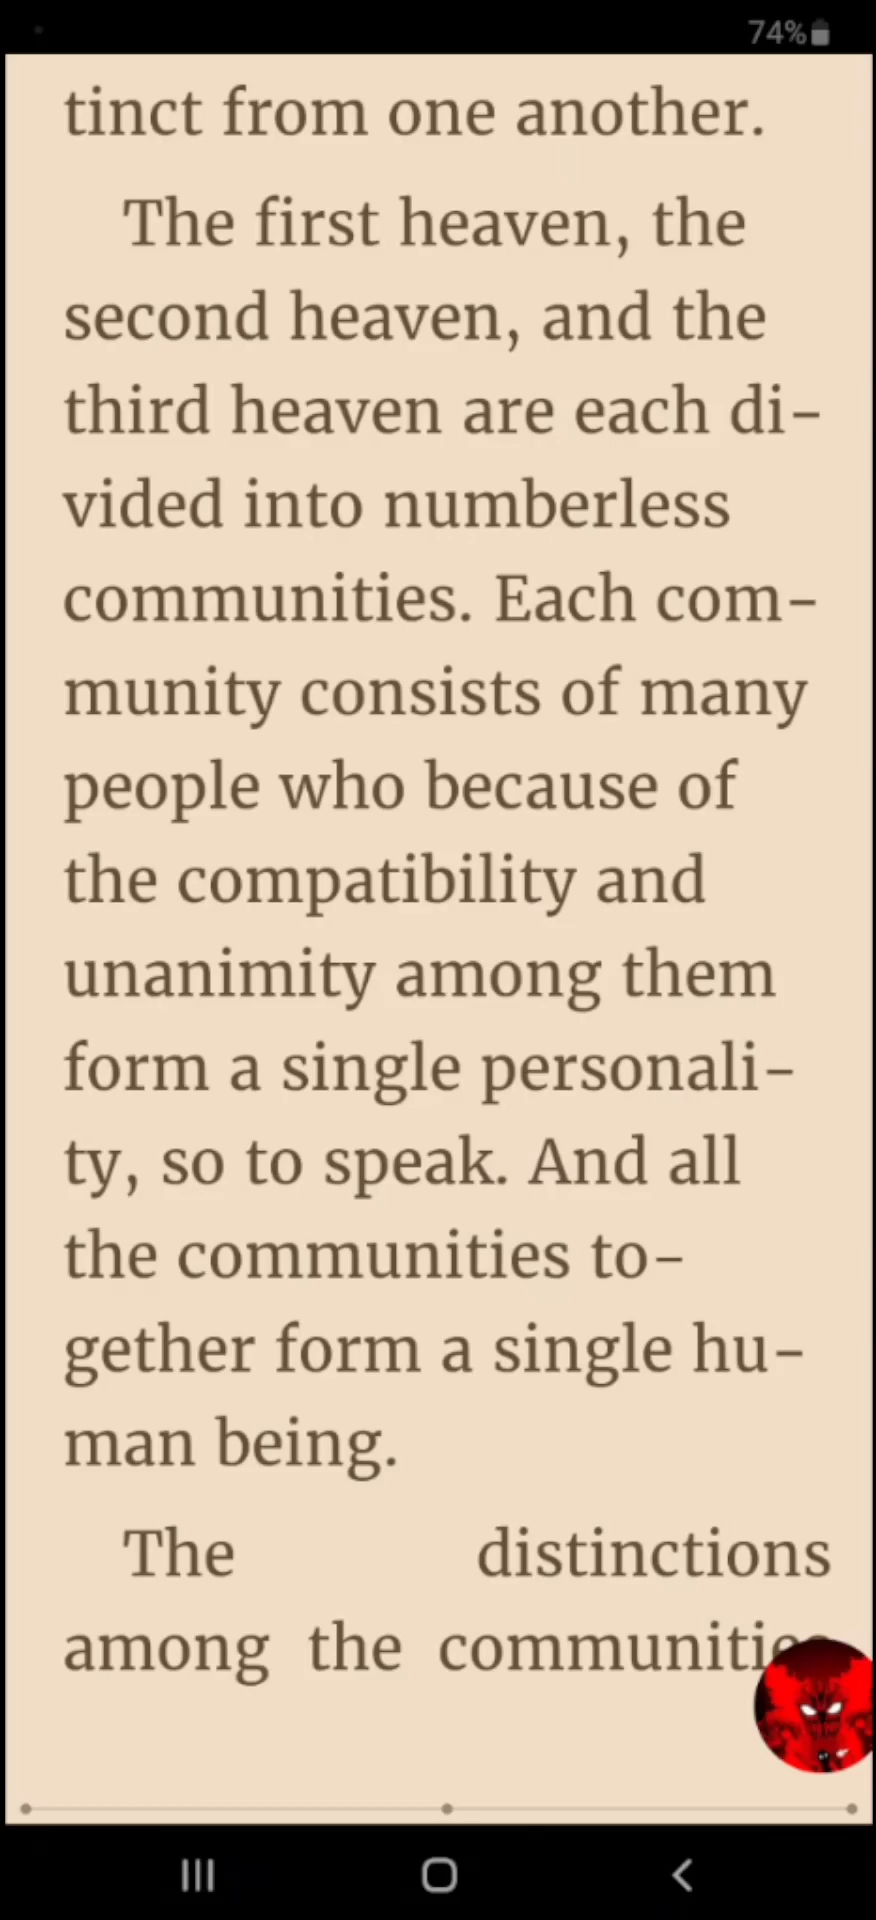 74%
tinct from one another.
The first heaven, the
second heaven, and the
third heaven are each di-
vided into numberless
communities. Each com-
munity consists of many
people who because of
the compatibility and
unanimity among them
form a single personali-
ty, so to speak. And all
the communities to-
gether form a single hu-
man being.
The distinctions
among the communities